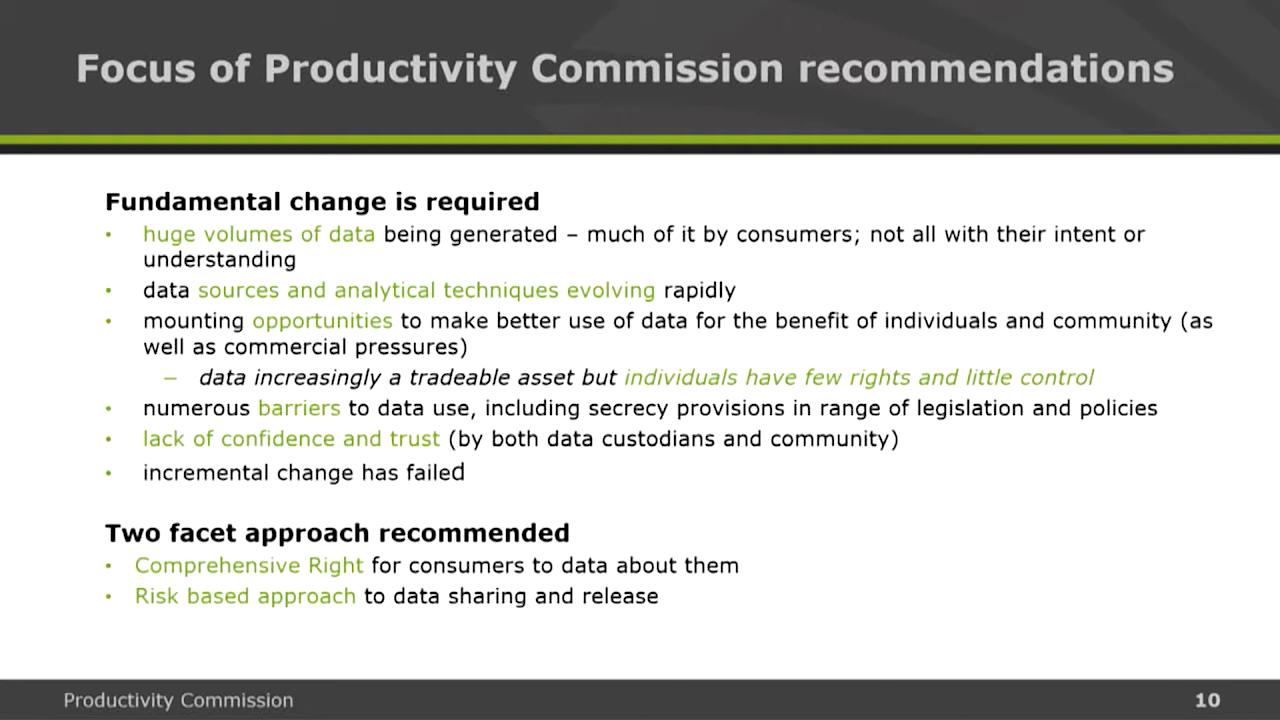 Focus of Productivity Commission recommendations
Fundamental change is required
• huge volumes of data being generated – much of it by consumers; not all with their intent or
understanding
• data sources and analytical techniques evolving rapidly
• mounting opportunities to make better use of data for the benefit of individuals and community (as
well as commercial pressures)
– data increasingly a tradeable asset but individuals have few rights and little control
• numerous barriers to data use, including secrecy provisions in range of legislation and policies
• lack of confidence and trust (by both data custodians and community)
• incremental change has failed
Two facet approach recommended
• Comprehensive Right for consumers to data about them
• Risk based approach to data sharing and release
Productivity Commission
10